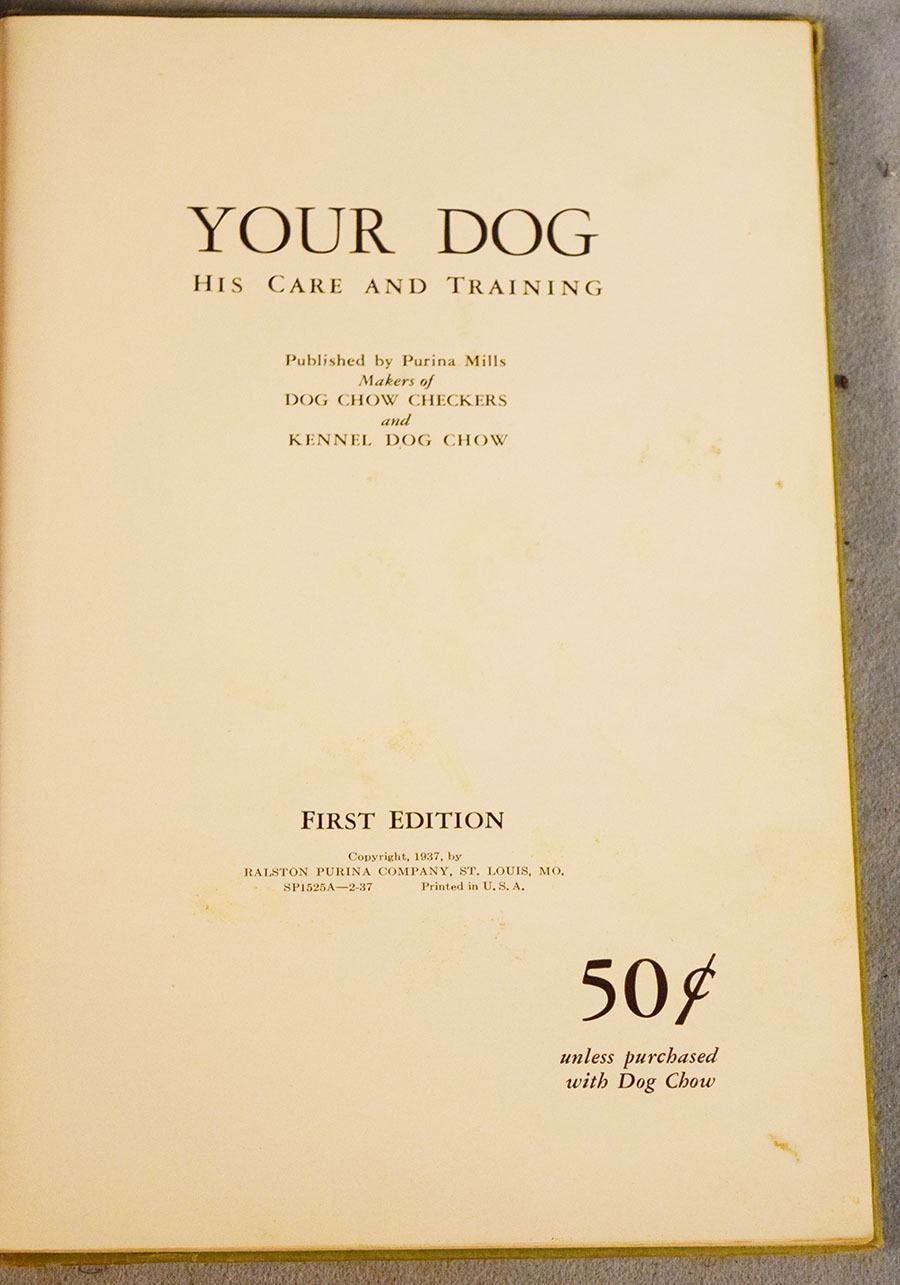 YOUR DOG
HIS CARE AND TRAINING
Published by Purina Mills
Makers of
DOG CHOW CHECKERS
and
KENNEL DOG CHOW
FIRST EDITION
Copyright, 1937, by
RALSTON PURINA COMPANY, ST. LOUIS, MO.
SP1525A—2-37 Printed in U. S. A.
50¢
unless purchased
with Dog Chow